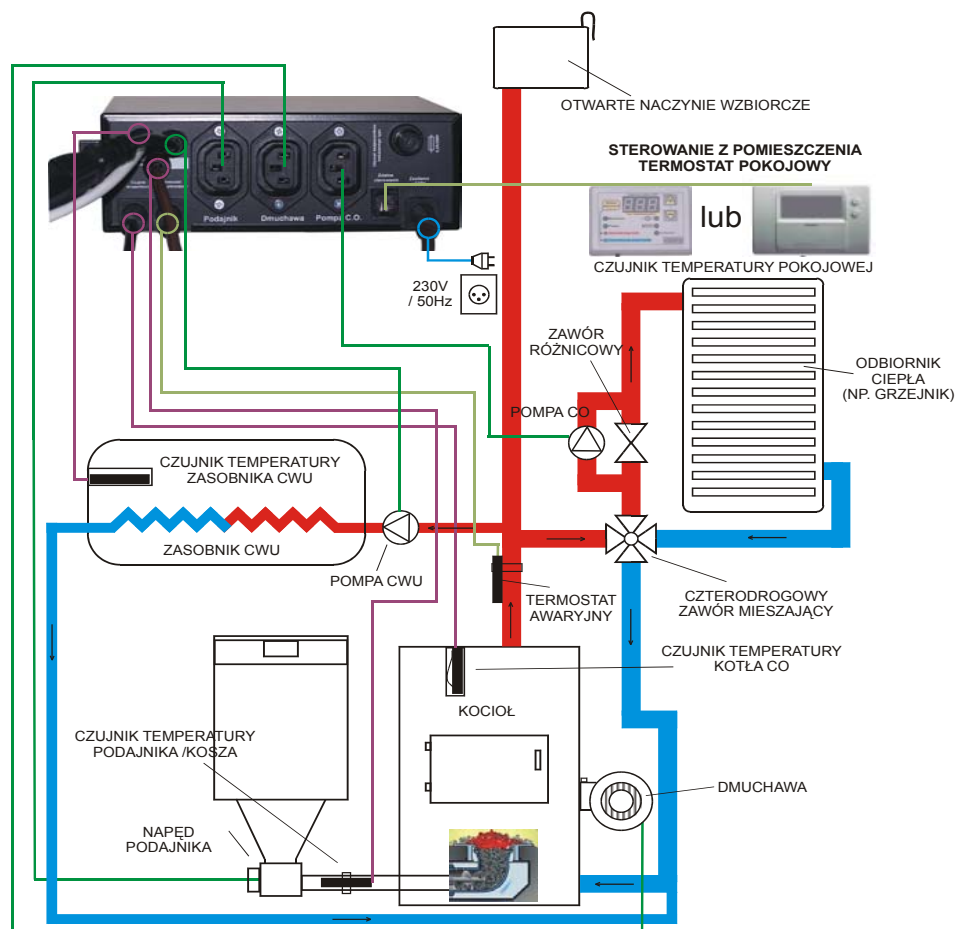 OTWARTE NACZYNIE WZBIORCZE
STEROWANIE Z POMIESZCZENIA
TERMOSTAT POKOJOWY
lub
CZUJNIK TEMPERATURY POKOJOWEJ
Podajnik
Dmuchawa
Pompa C.O.
230V
/ 50Hz
ZAWÓR
RÓŻNICOWY
POMPA CO
ODBIORNIK
CIEPŁA
(NP. GRZEJNIK)
CZUJNIK TEMPERATURY
ZASOBNIKA CWU
ZASOBNIK CWU
POMPA CWU
TERMOSTAT
AWARYJNY
CZTERODROGOWY
ZAWÓR MIESZAJĄCY
CZUJNIK TEMPERATURY
KOTŁA CO
KOCIOŁ
CZUJNIK TEMPERATURY
PODAJNIKA /KOSZA
DMUCHAWA
NAPĘD
PODAJNIKA